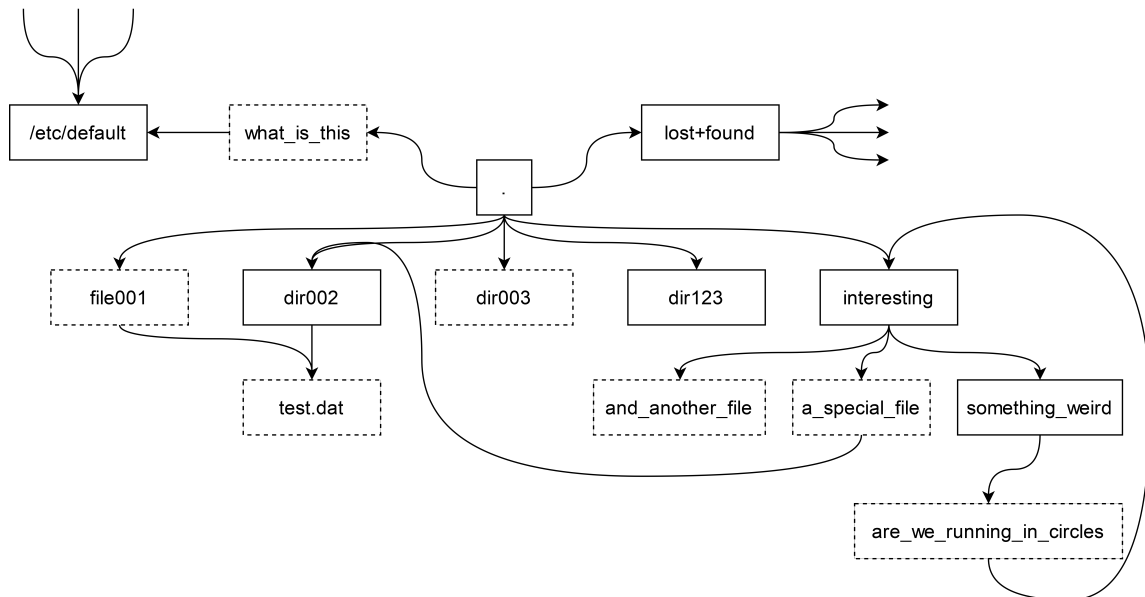 /etc/default
what_is_this
lost+found
.
file001
dir002
dir003
dir123
interesting
test.dat
and_another_file
a_special_file
something_weird
are_we_running_in_circles